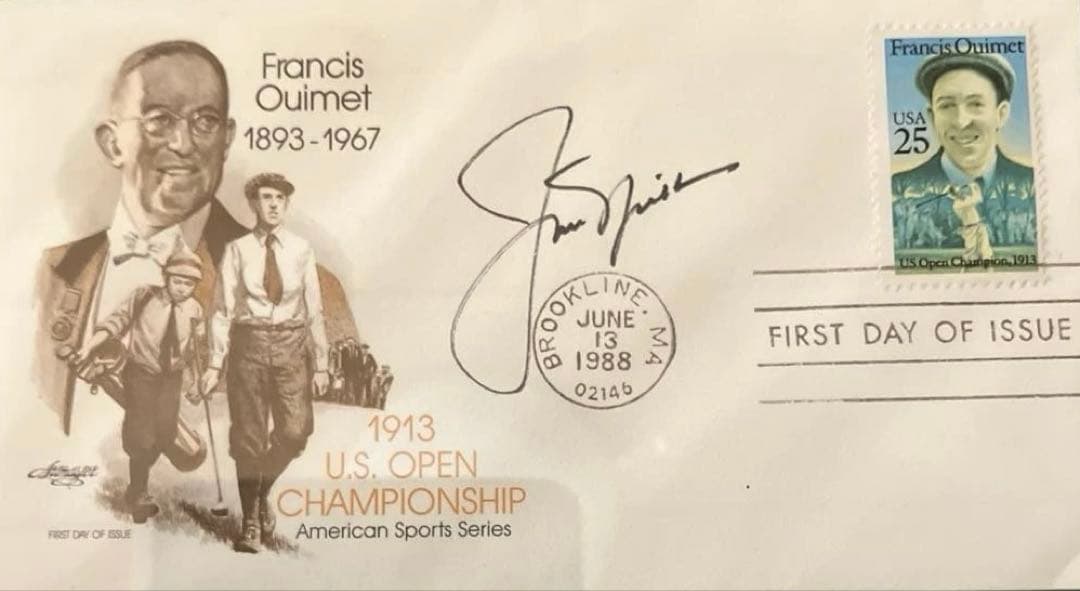 Francis
Ouimet
1893-1967
Francis Ouimet
USA
25
US Open Champion, 1913
BROOKLINE, MA
JUNE
13
1988
02146
FIRST DAY OF ISSUE
1913
U.S. OPEN
CHAMPIONSHIP
American Sports Series
FIRST DAY OF ISSUE